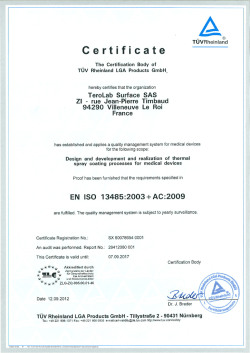 TÜVRheinland
Certificate
The Certification Body of
TÜV Rheinland LGA Products GmbH
hereby certifies that the organization
TeroLab Surface SAS
ZI - rue Jean-Pierre Timbaud
94290 Villeneuve Le Roi
France
has established and applies a quality management system for medical devices
for the following scope:
Design and development and realization of thermal
spray coating processes for medical devices
Proof has been furnished that the requirements specified in
EN ISO 13485:2003+AC:2009
are fulfilled. The quality management system is subject to yearly surveillance.
Certificate Registration No.:
An audit was performed. Report No.:
This Certificate is valid until: 07.09.2017
Certification Body
ZLG
Date 12.09.2012
TÜV Rheinland LGA Products GmbH - Tillystraße 2 - 90431 Nürnberg